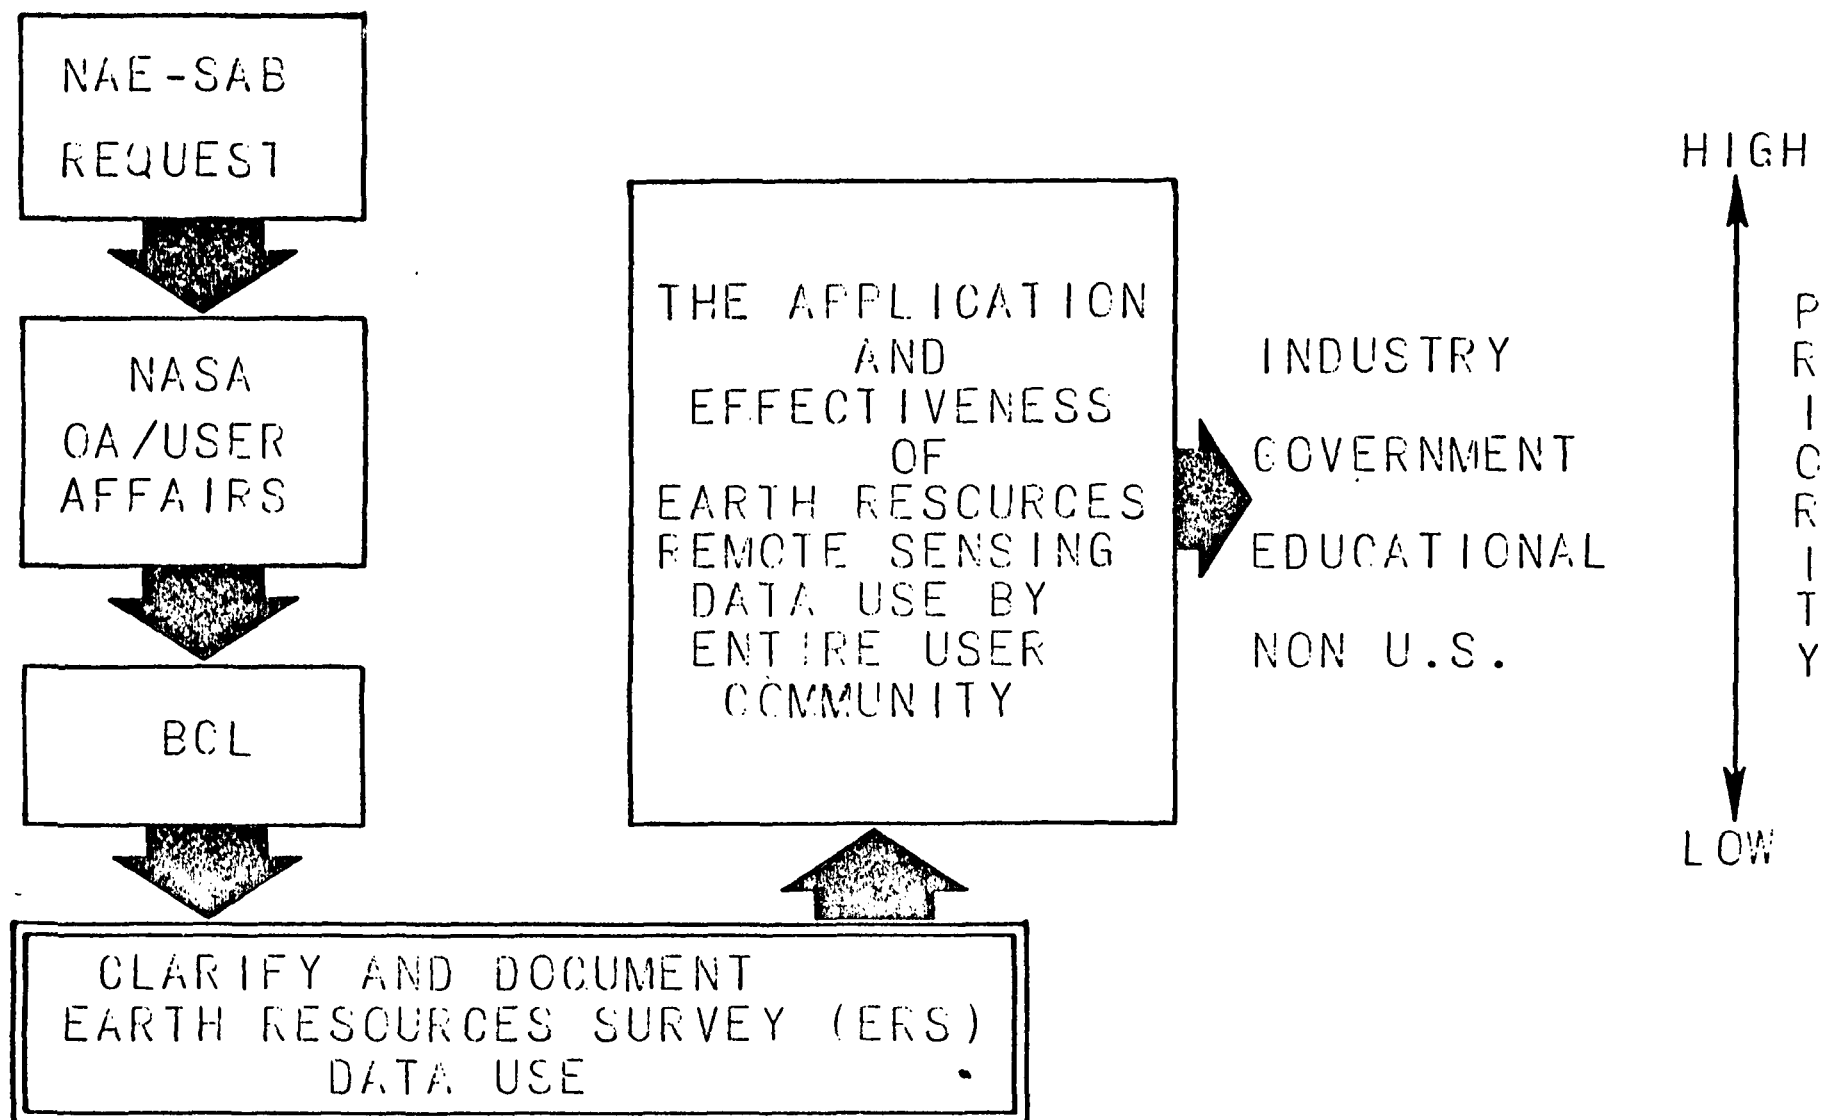 NAE-SAB
REQUEST
NASA
OA/USER
AFFAIRS
BCL
CLARIFY AND DOCUMENT
EARTH RESOURCES SURVEY (ERS)
DATA USE
THE APPLICATION
AND
EFFECTIVENESS
OF
EARTH RESOURCES
REMOTE SENSING
DATA USE BY
ENTIRE USER
COMMUNITY
INDUSTRY
GOVERNMENT
EDUCATIONAL
NON U.S.
HIGH
PRIORITY
LOW